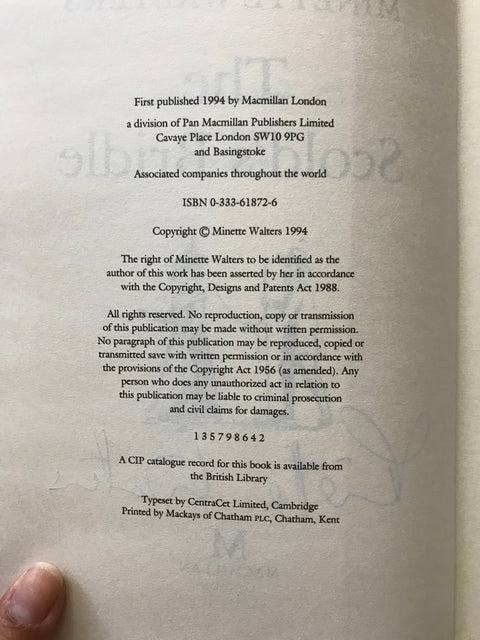 First published 1994 by Macmillan London
a division of Pan Macmillan Publishers Limited
Cavaye Place London SW10 9PG
and Basingstoke
Associated companies throughout the world
ISBN 0-333-61872-6
Copyright © Minette Walters 1994
The right of Minette Walters to be identified as the
author of this work has been asserted by her in accordance
with the Copyright, Designs and Patents Act 1988.
All rights reserved. No reproduction, copy or transmission
of this publication may be made without written permission.
No paragraph of this publication may be reproduced, copied or
transmitted save with written permission or in accordance with
the provisions of the Copyright Act 1956 (as amended). Any
person who does any unauthorized act in relation to
this publication may be liable to criminal prosecution
and civil claims for damages.
1 3 5 7 9 8 6 4 2
A CIP catalogue record for this book is available from
the British Library
Typeset by CentraCet Limited, Cambridge
Printed by Mackays of Chatham PLC, Chatham, Kent